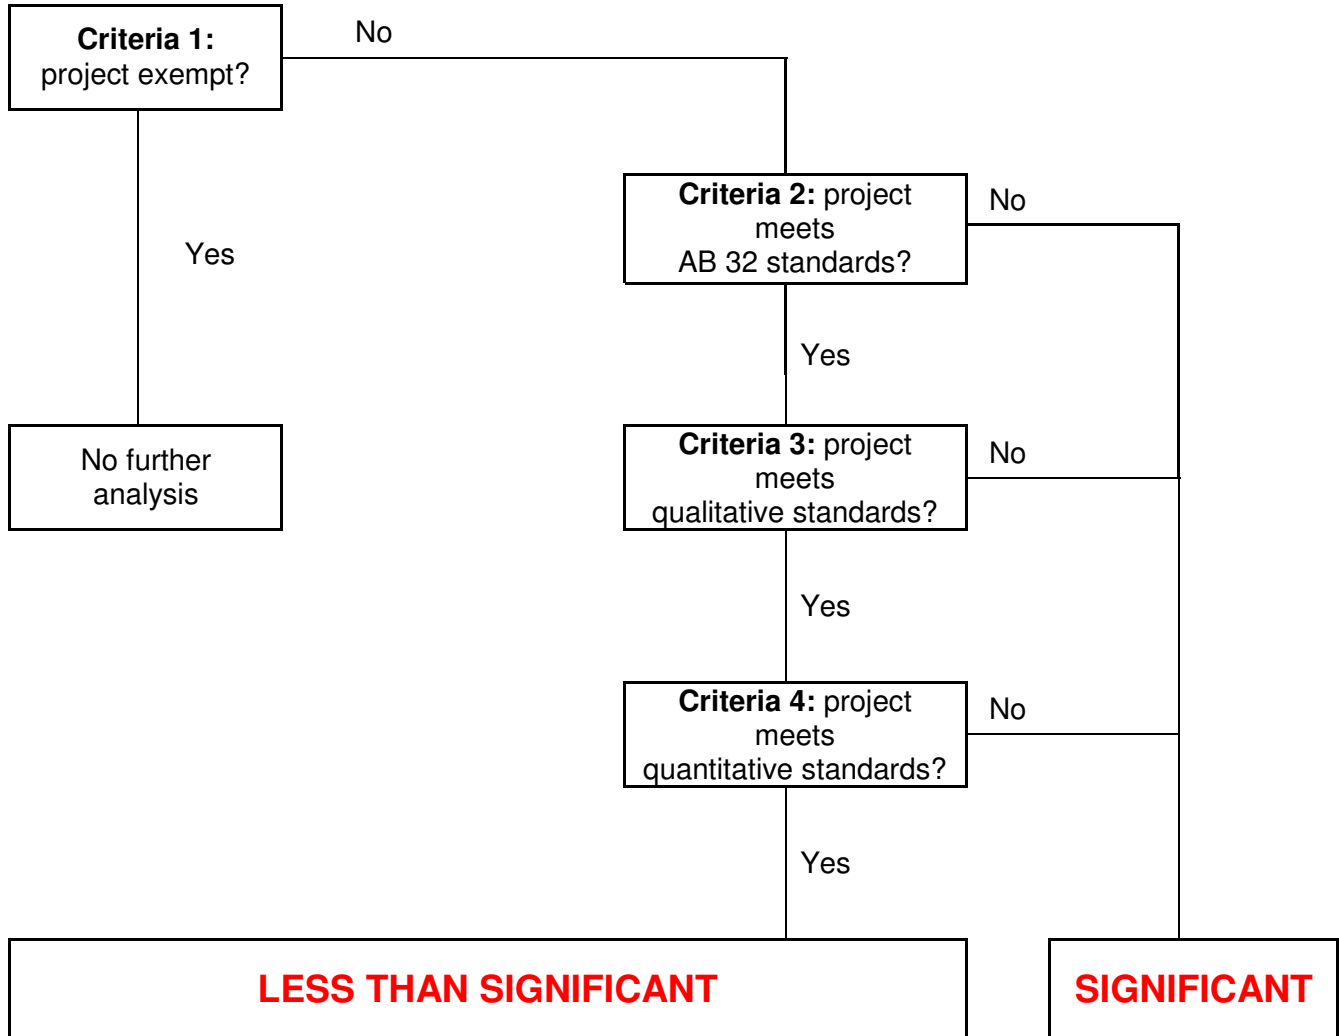 Criteria 1:
project exempt?
No
Criteria 2: project
meets
AB 32 standards?
No
Yes
Yes
Criteria 3: project
meets
qualitative standards?
No
No further
analysis
Yes
Criteria 4: project
meets
quantitative standards?
No
Yes
LESS THAN SIGNIFICANT
SIGNIFICANT